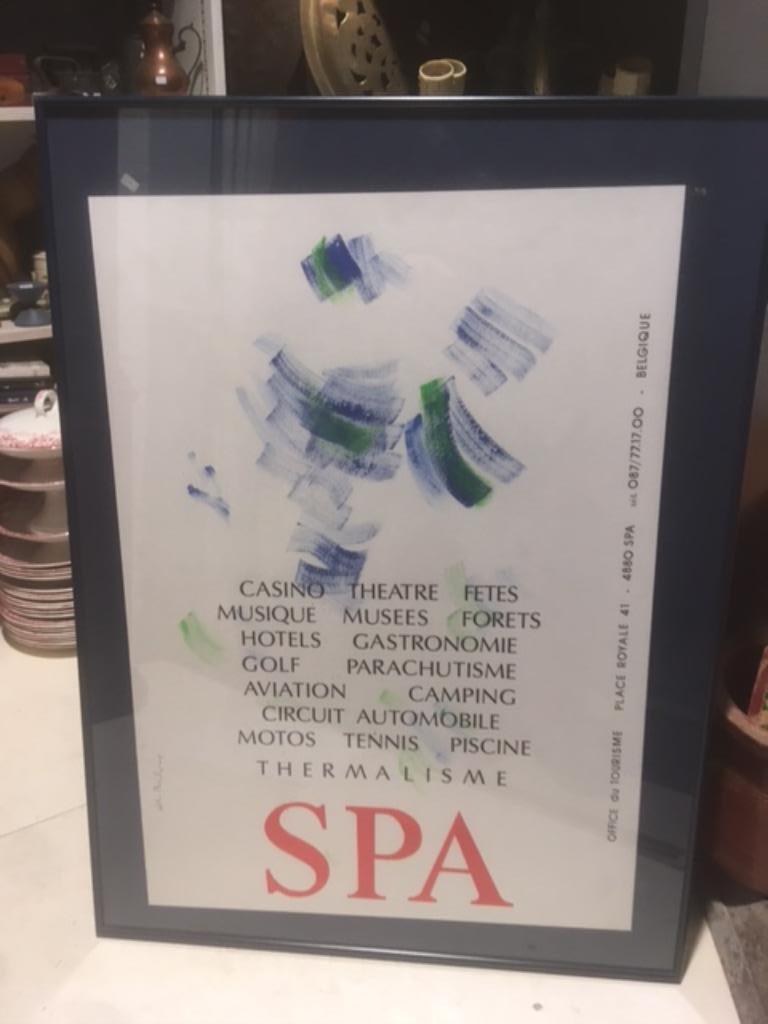 CASINO THEATRE FETES
MUSIQUE MUSEES FORETS
HOTELS GASTRONOMIE
GOLF PARACHUTISME
AVIATION CAMPING
CIRCUIT AUTOMOBILE
MOTOS TENNIS PISCINE
THERMALISME
SPA
OFFICE du TOURISME PLACE ROYALE 41 · 4880 SPA tél. 087/77.17.00 · BELGIQUE